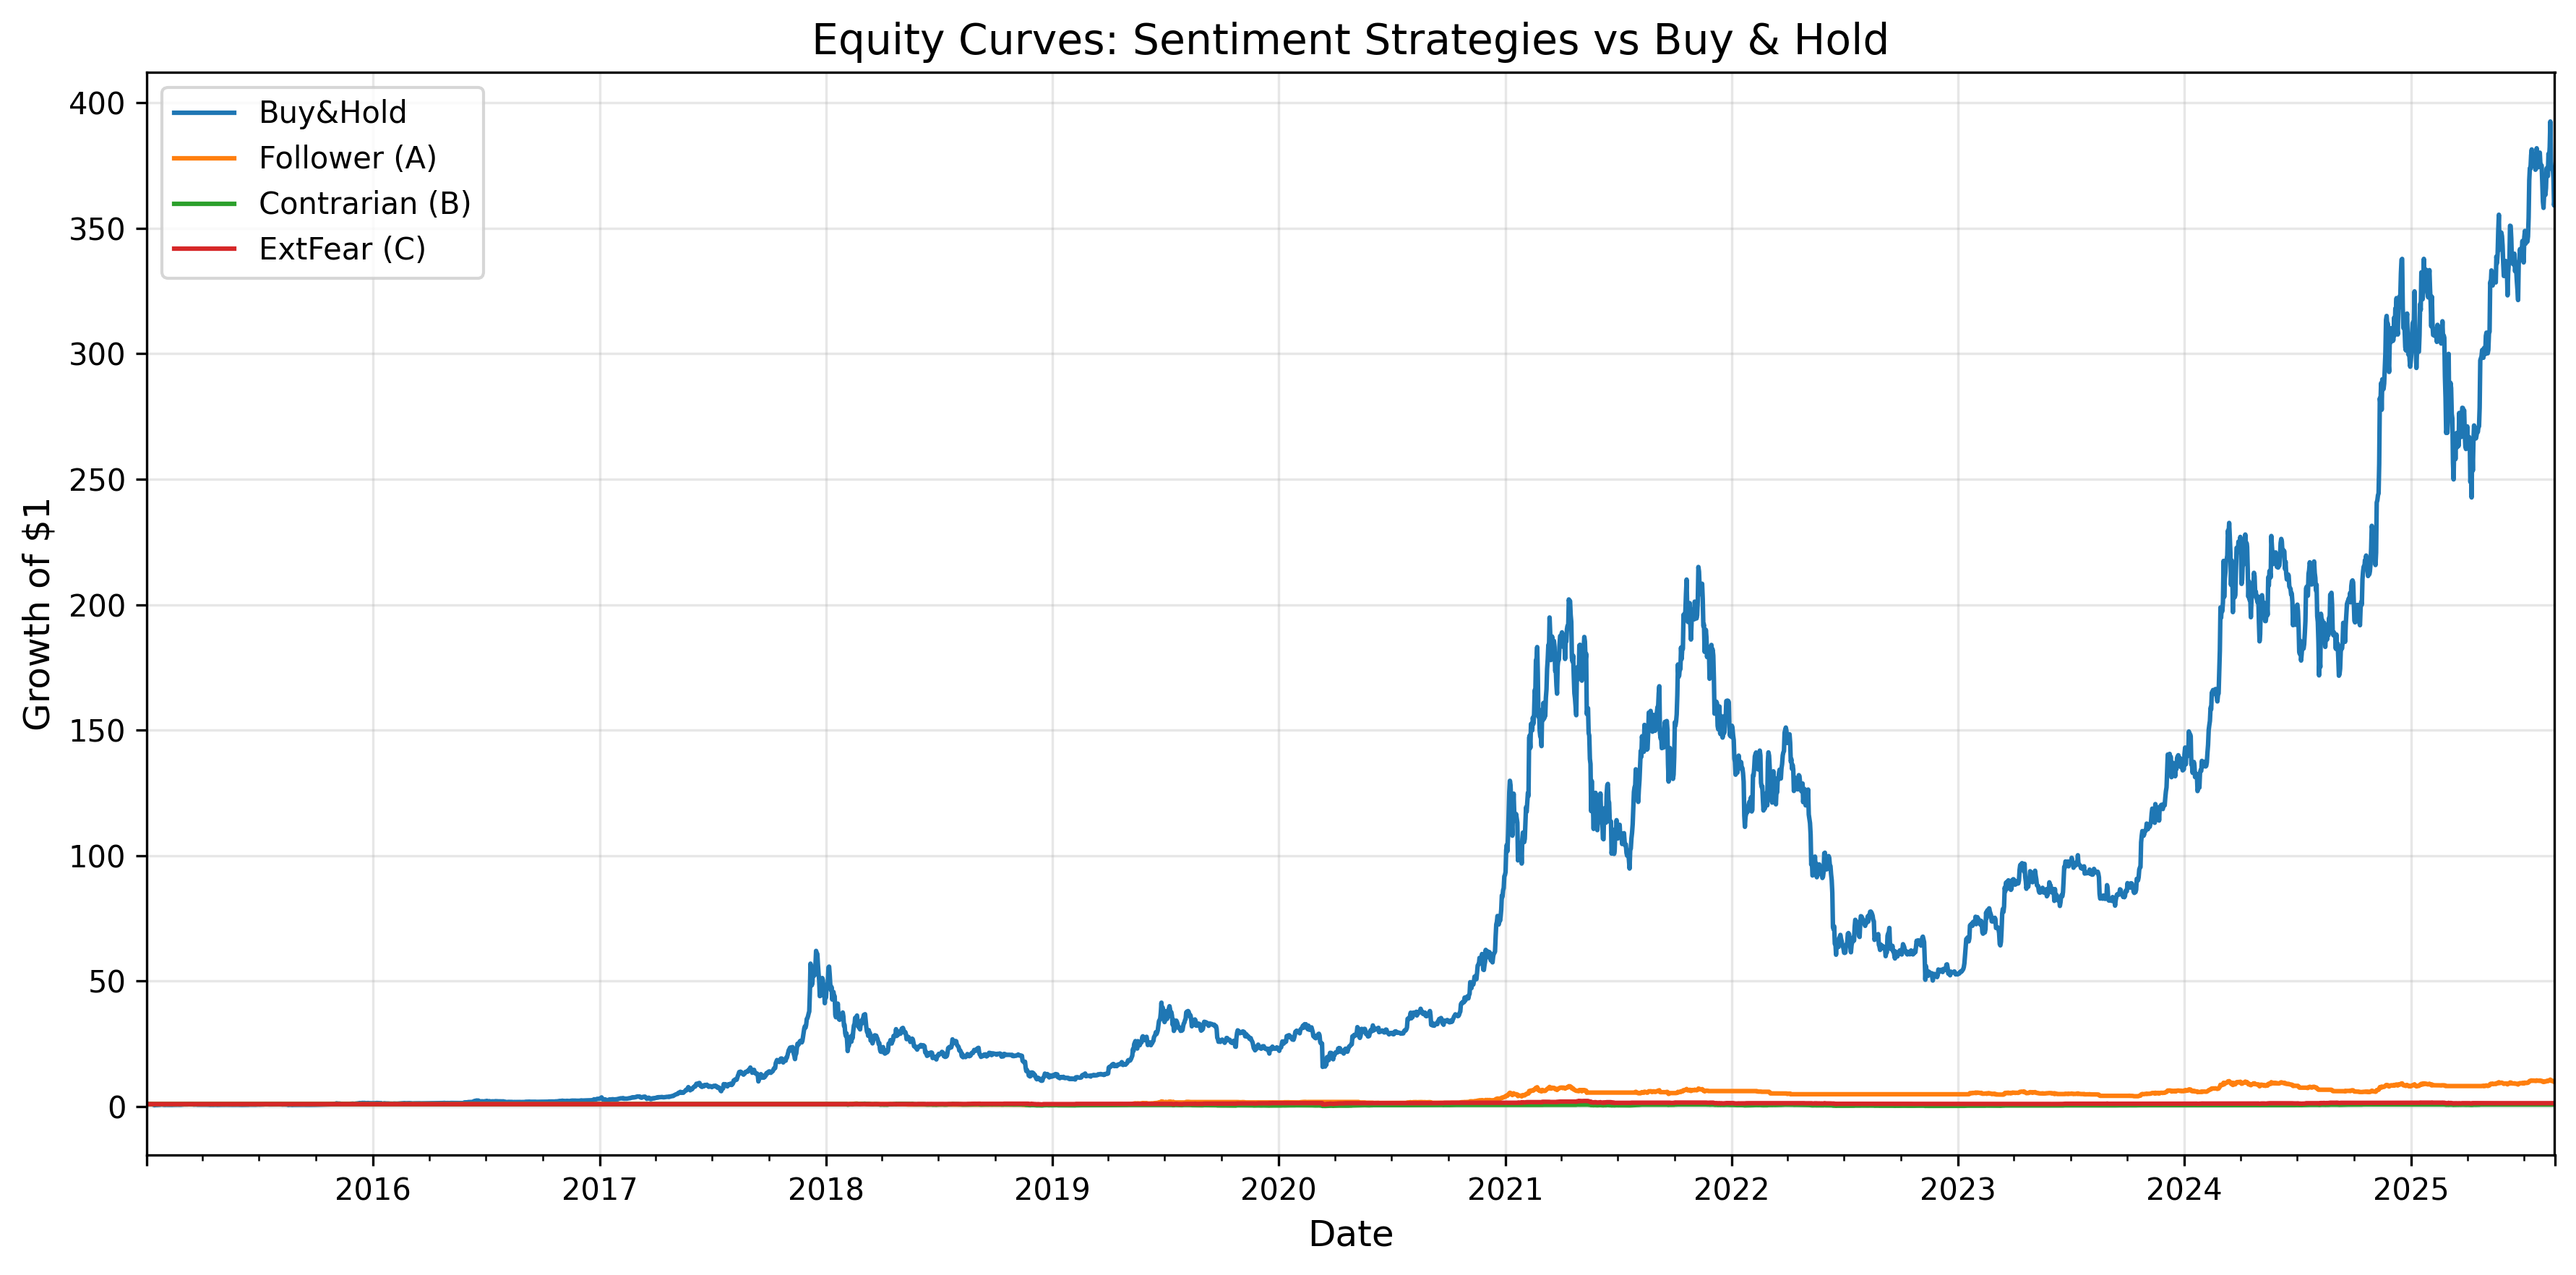 Equity Curves: Sentiment Strategies vs Buy & Hold
Buy&Hold
Follower (A)
Contrarian (B)
ExtFear (C)
Growth of $1
400
350
300
250
200
150
100
50
0
2016 2017 2018 2019 2020 2021 2022 2023 2024 2025
Date